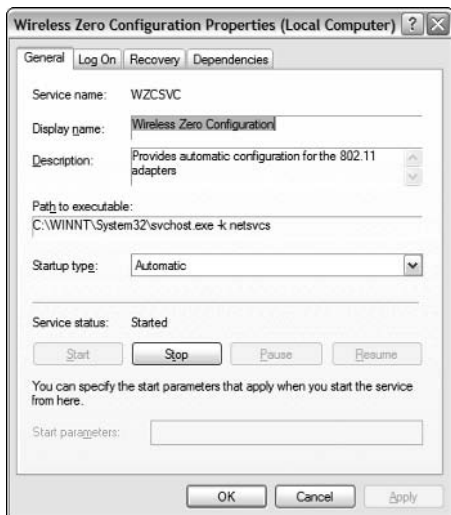 Wireless Zero Configuration Properties (Local Computer)
General Log On Recovery Dependencies
Service name: WZCSVC
Display name: Wireless Zero Configuration
Description: Provides automatic configuration for the 802.11
adapters
Path to executable:
C:\WINNT\System32\svchost.exe -k netsvcs
Startup type: Automatic
Service status: Started
Start Stop Pause Resume
You can specify the start parameters that apply when you start the service
from here.
Start parameters:
OK Cancel Apply